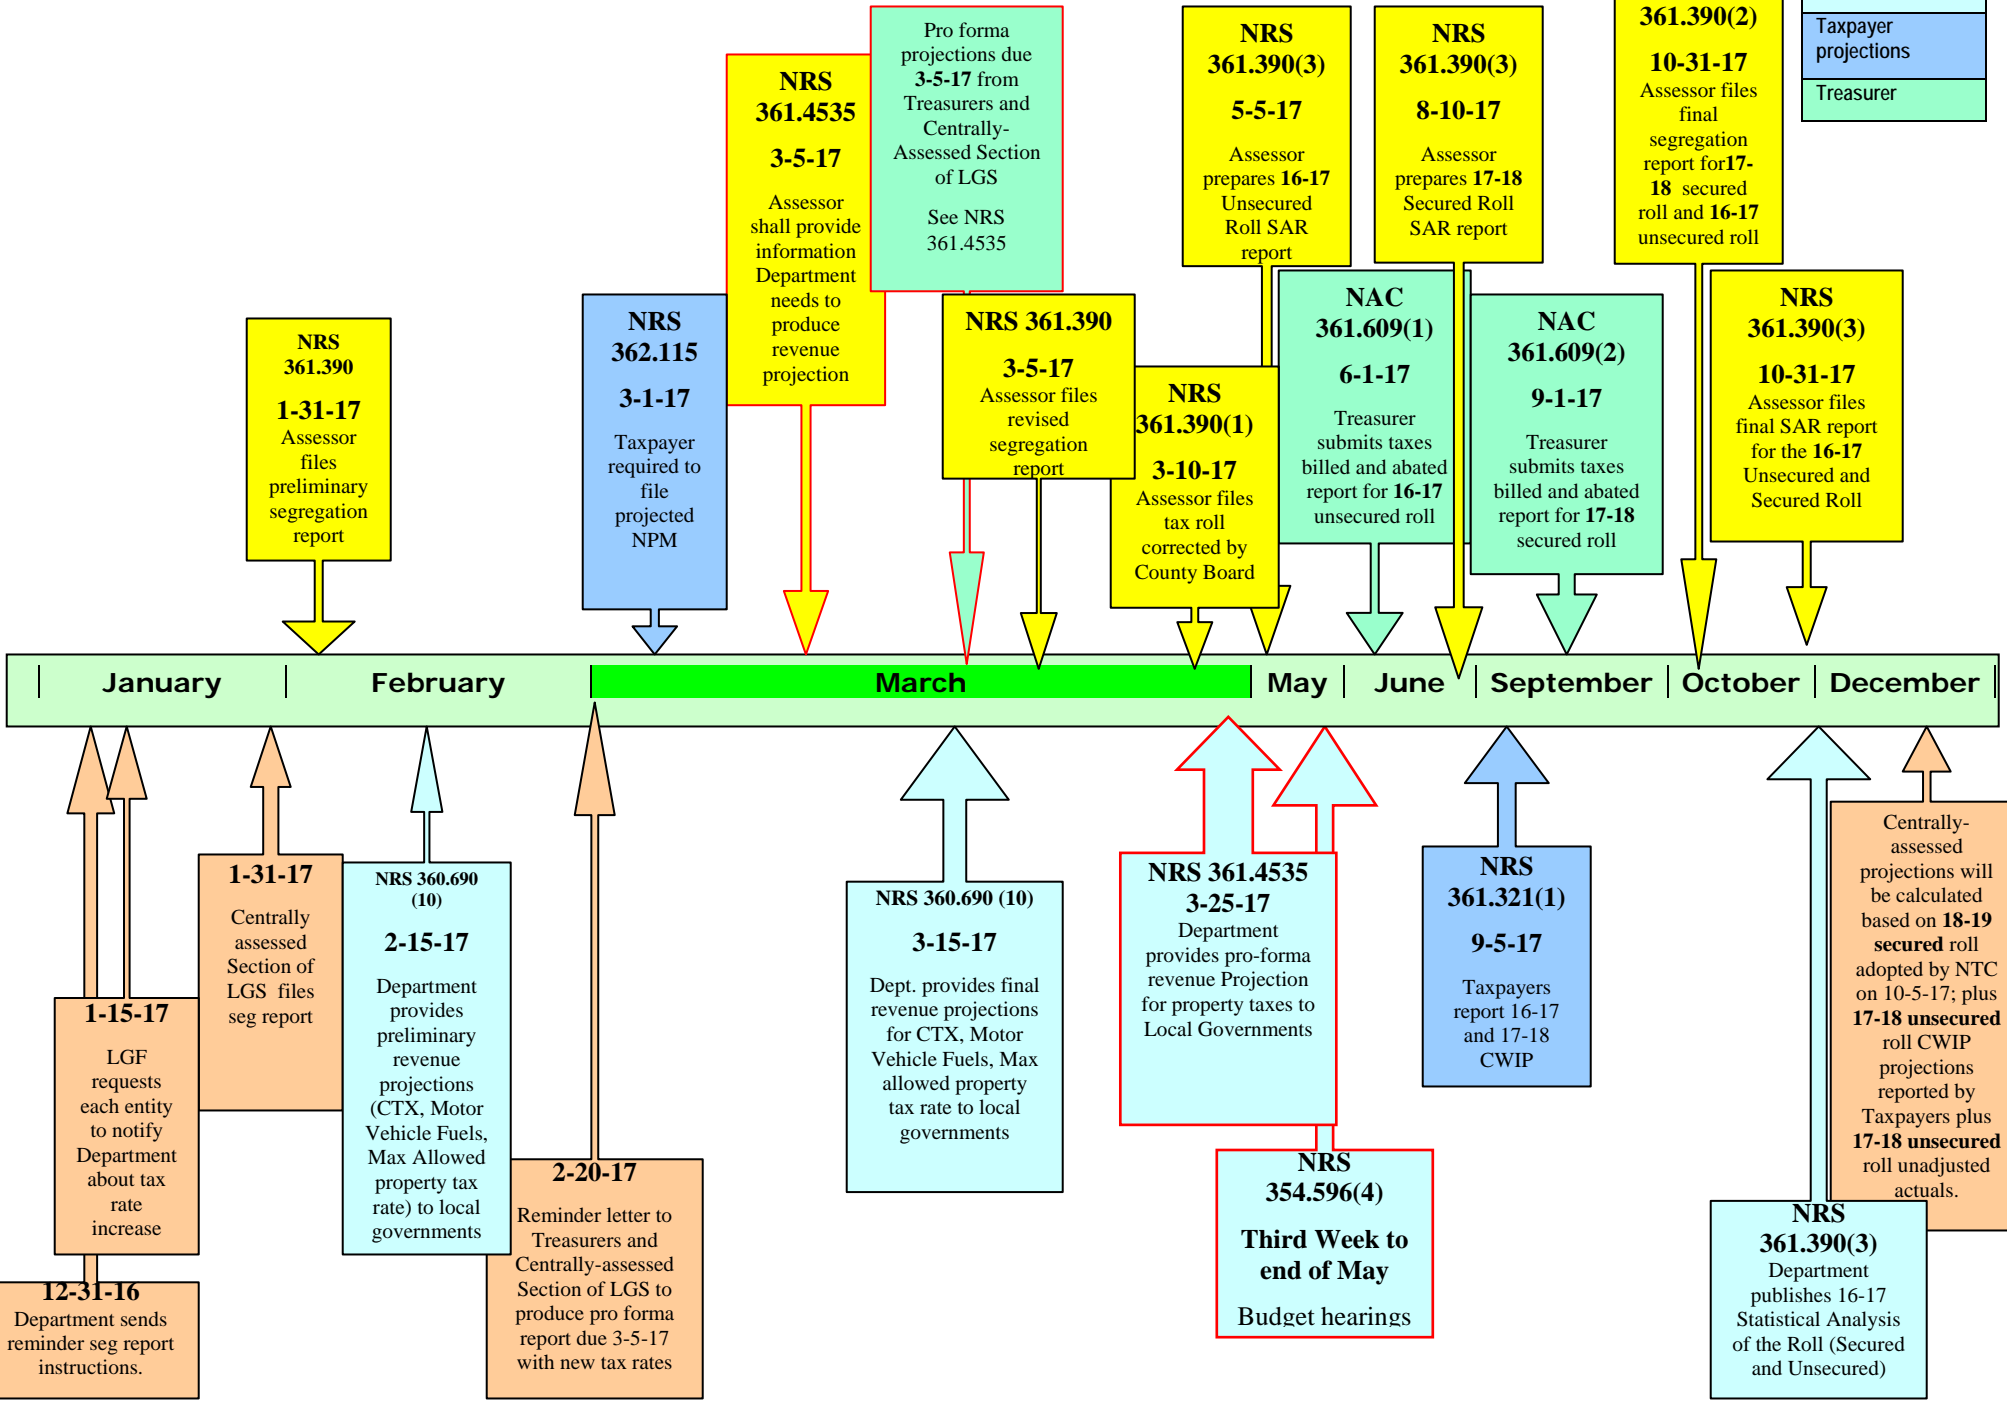 NRS
361.390
1-31-17
Assessor
files
preliminary
segregation
report
NRS
362.115
3-1-17
Taxpayer
required to
file
projected
NPM
NRS
361.4535
3-5-17
Assessor
shall provide
information
Department
needs to
produce
revenue
projection
Pro forma
projections due
3-5-17 from
Treasurers and
Centrally-
Assessed Section
of LGS
See NRS
361.4535
NRS 361.390
3-5-17
Assessor files
revised
segregation
report
NRS
361.390(1)
3-10-17
Assessor files
tax roll
corrected by
County Board
NRS
361.390(3)
5-5-17
Assessor
prepares 16-17
Unsecured
Roll SAR
report
NAC
361.609(1)
6-1-17
Treasurer
submits taxes
billed and abated
report for 16-17
unsecured roll
NRS
361.390(3)
8-10-17
Assessor
prepares 17-18
Secured Roll
SAR report
NAC
361.609(2)
9-1-17
Treasurer
submits taxes
billed and abated
report for 17-18
secured roll
361.390(2)
10-31-17
Assessor files
final
segregation
report for17-
18 secured
roll and 16-17
unsecured roll
NRS
361.390(3)
10-31-17
Assessor files
final SAR report
for the 16-17
Unsecured and
Secured Roll
Taxpayer
projections
Treasurer
January
February
March
May
June
September
October
December
12-31-16
Department sends
reminder seg report
instructions.
1-15-17
LGF
requests
each entity
to notify
Department
about tax
rate
increase
1-31-17
Centrally
assessed
Section of
LGS files
seg report
NRS 360.690
(10)
2-15-17
Department
provides
preliminary
revenue
projections
(CTX, Motor
Vehicle Fuels,
Max Allowed
property tax
rate) to local
governments
2-20-17
Reminder letter to
Treasurers and
Centrally-assessed
Section of LGS to
produce pro forma
report due 3-5-17
with new tax rates
NRS 360.690 (10)
3-15-17
Dept. provides final
revenue projections
for CTX, Motor
Vehicle Fuels, Max
allowed property
tax rate to local
governments
NRS 361.4535
3-25-17
Department
provides pro-forma
revenue Projection
for property taxes to
Local Governments
NRS
354.596(4)
Third Week to
end of May
Budget hearings
NRS
361.321(1)
9-5-17
Taxpayers
report 16-17
and 17-18
CWIP
NRS
361.390(3)
Department
publishes 16-17
Statistical Analysis
of the Roll (Secured
and Unsecured)
Centrally-
assessed
projections will
be calculated
based on 18-19
secured roll
adopted by NTC
on 10-5-17; plus
17-18 unsecured
roll CWIP
projections
reported by
Taxpayers plus
17-18 unsecured
roll unadjusted
actuals.